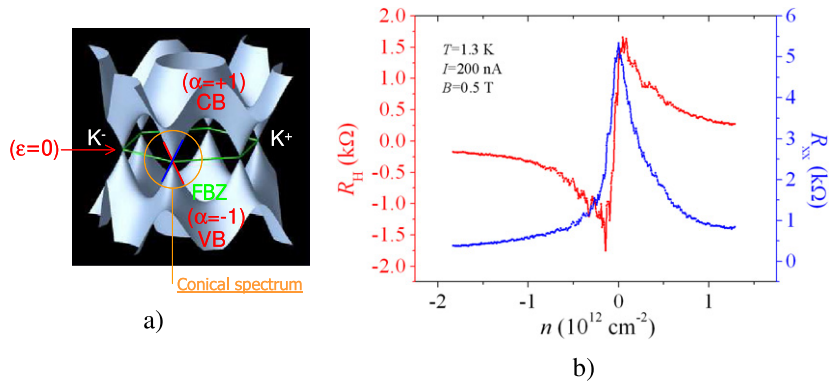 (α=+1)
CB
K-
K+
(ε=0)
FBZ
(α=-1)
VB
Conical spectrum
a)
T=1.3 K
I=200 nA
B=0.5 T
2.0
1.5
1.0
0.5
0.0
-0.5
-1.0
-1.5
-2.0
RH (kΩ)
6
5
4
3
2
1
0
Rxx (kΩ)
-2
-1
0
1
n (10^12 cm^-2)
b)